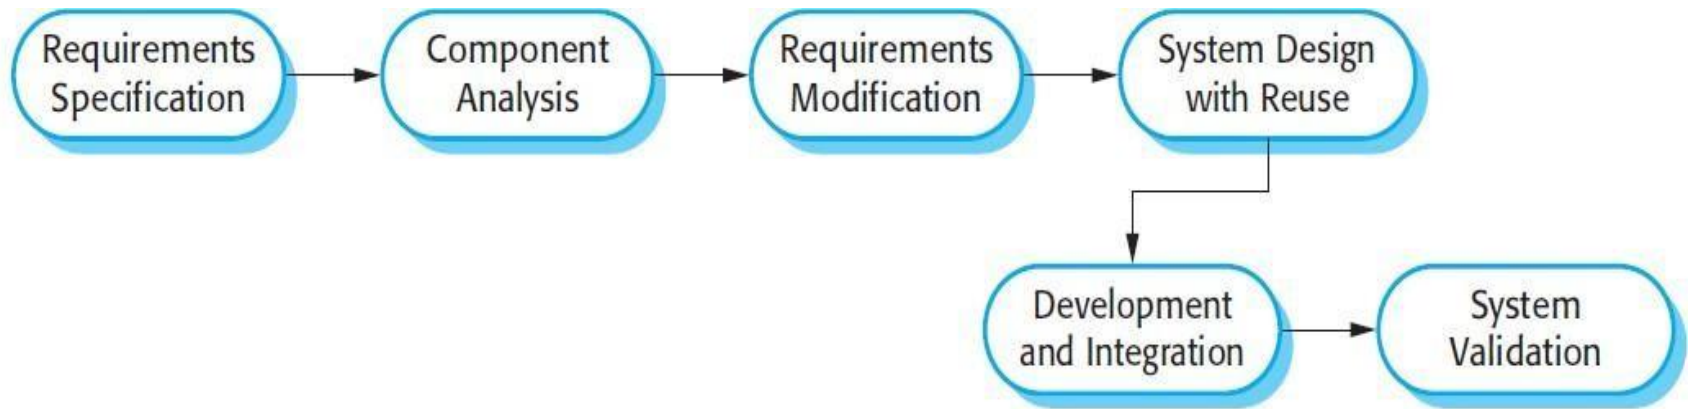 Requirements
Specification
Component
Analysis
Requirements
Modification
System Design
with Reuse
Development
and Integration
System
Validation